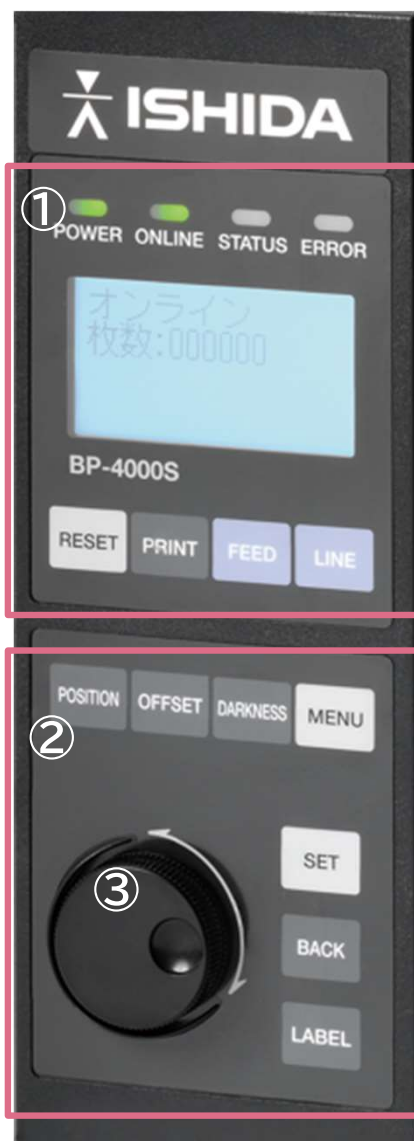 ISHIDA
①
POWER ONLINE STATUS ERROR
オンライン
枚数:000000
BP-4000S
RESET PRINT FEED LINE
POSITION OFFSET DARKNESS MENU
②
SET
③
BACK
LABEL